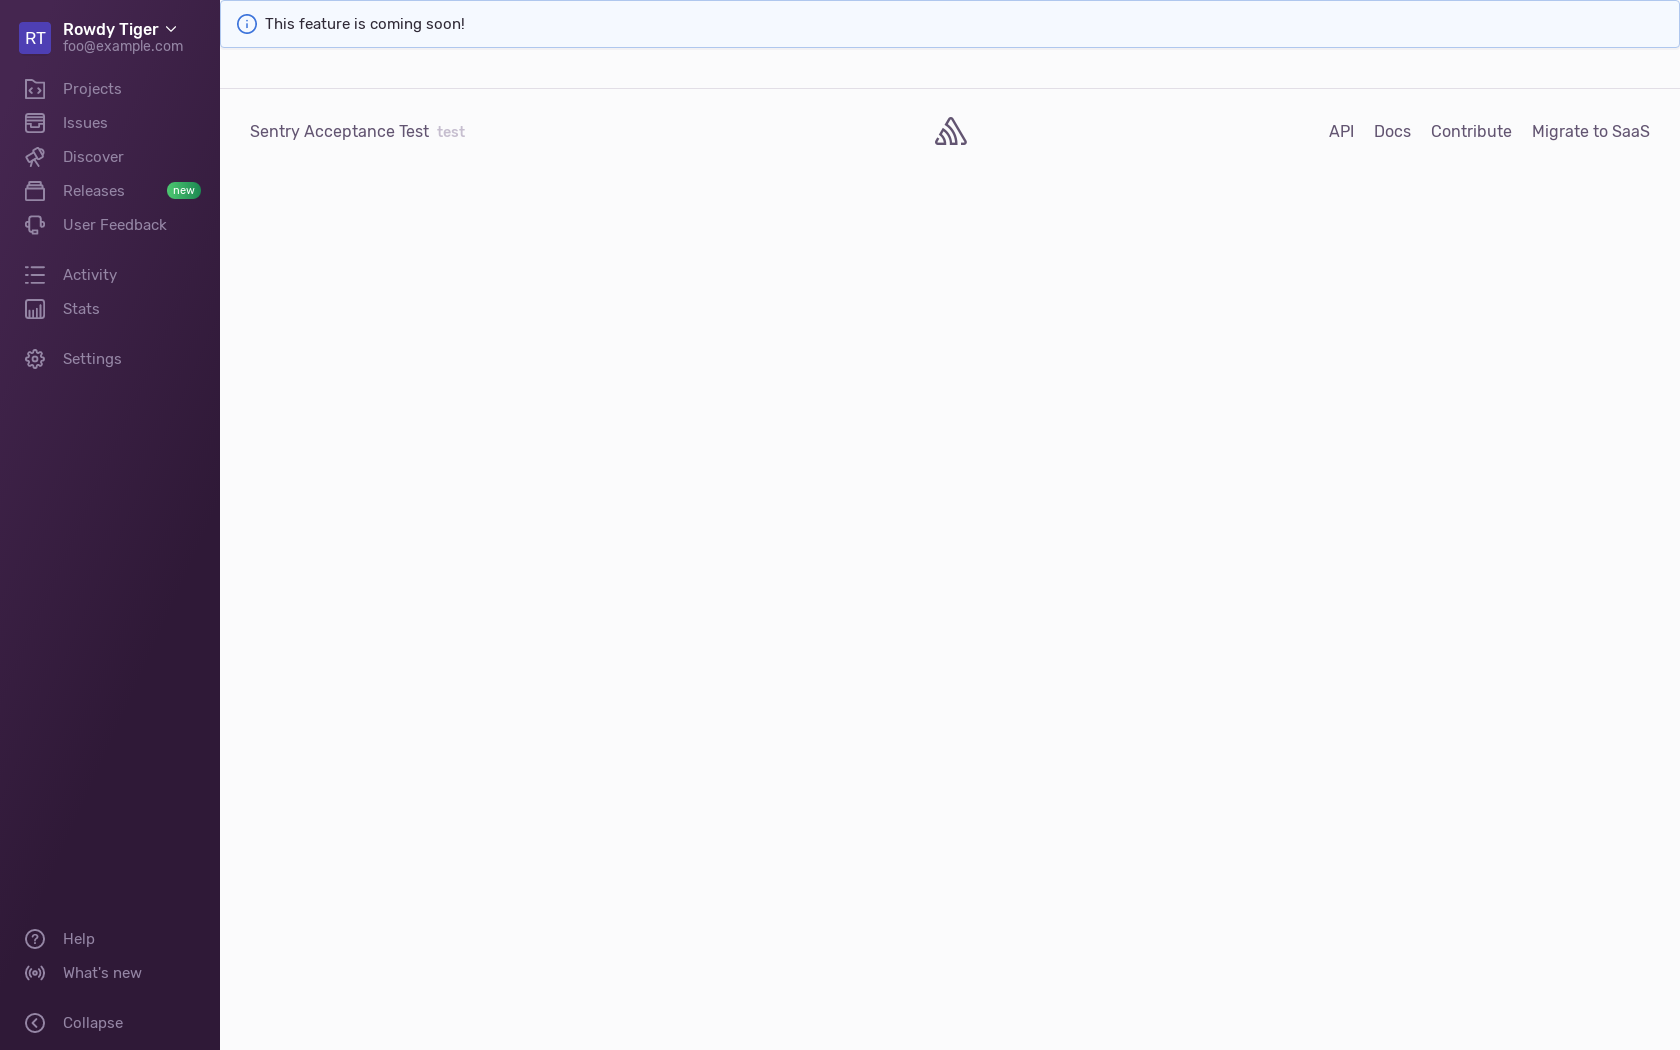 RT
Rowdy Tiger
foo@example.com
Projects
Issues
Discover
Releases new
User Feedback
Activity
Stats
Settings
Help
What's new
Collapse
This feature is coming soon!
Sentry Acceptance Test test
API Docs Contribute Migrate to SaaS